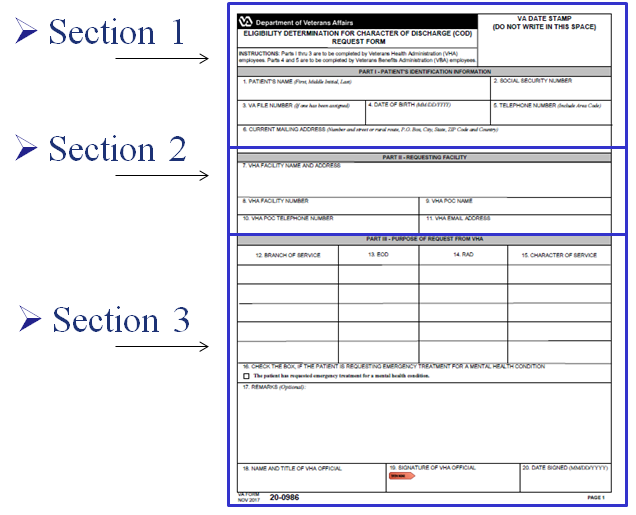 Section 1
Section 2
Section 3
VA
Department of Veterans Affairs
VA DATE STAMP
(DO NOT WRITE IN THIS SPACE)
ELIGIBILITY DETERMINATION FOR CHARACTER OF DISCHARGE (COD)
REQUEST FORM
INSTRUCTIONS: Parts I thru 3 are to be completed by Veterans Health Administration (VHA)
employees. Parts 4 and 5 are to be completed by Veterans Benefits Administration (VBA) employees.
PART I - PATIENT'S IDENTIFICATION INFORMATION
1. PATIENT'S NAME (First, Middle Initial, Last)
2. SOCIAL SECURITY NUMBER
3. VA FILE NUMBER (If one has been assigned)
4. DATE OF BIRTH (MM/DD/YYYY)
5. TELEPHONE NUMBER (Include Area Code)
6. CURRENT MAILING ADDRESS (Number and street or rural route, P.O. Box, City, State, ZIP Code and Country)
PART II - REQUESTING FACILITY
7. VHA FACILITY NAME AND ADDRESS
8. VHA FACILITY NUMBER
9. VHA POC NAME
10. VHA POC TELEPHONE NUMBER
11. VHA EMAIL ADDRESS
PART III - PURPOSE OF REQUEST FROM VHA
12. BRANCH OF SERVICE
13. EOD
14. RAD
15. CHARACTER OF SERVICE
16. CHECK THE BOX, IF THE PATIENT IS REQUESTING EMERGENCY TREATMENT FOR A MENTAL HEALTH CONDITION
The patient has requested emergency treatment for a mental health condition.
17. REMARKS (Optional):
18. NAME AND TITLE OF VHA OFFICIAL
19. SIGNATURE OF VHA OFFICIAL
20. DATE SIGNED (MM/DD/YYYY)
VA FORM
NOV 2017
20-0986
PAGE 1